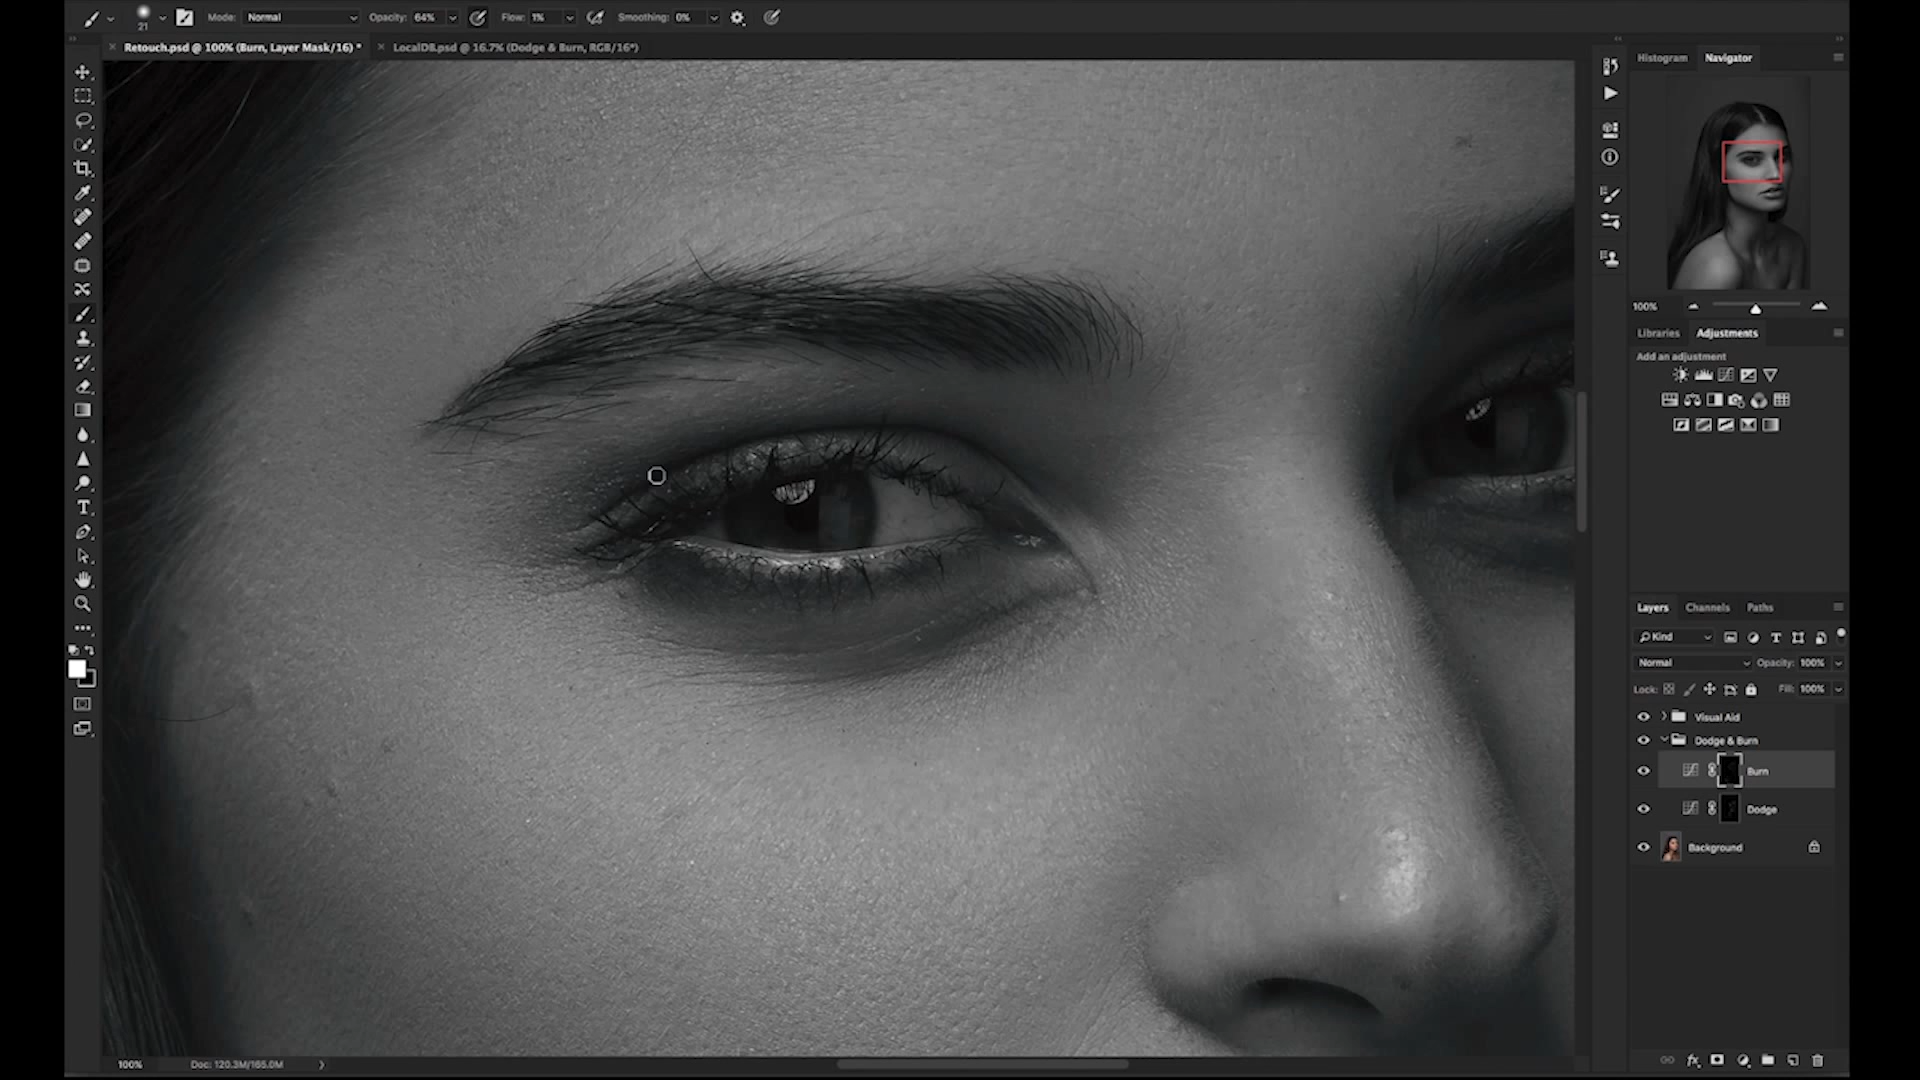 21
Mode: Normal
Opacity: 64%
Flow: 1%
Smoothing: 0%
Retouch.psd @ 100% (Burn, Layer Mask/16) *
LocalDB.psd @ 16.7% (Dodge & Burn, RGB/16*)
Histogram
Navigator
100%
Libraries
Adjustments
Add an adjustment
Layers
Channels
Paths
Kind
Normal
Opacity: 100%
Lock:
Fill: 100%
Visual Aid
Dodge & Burn
Burn
Dodge
Background
100%
Doc: 120.3M/165.0M